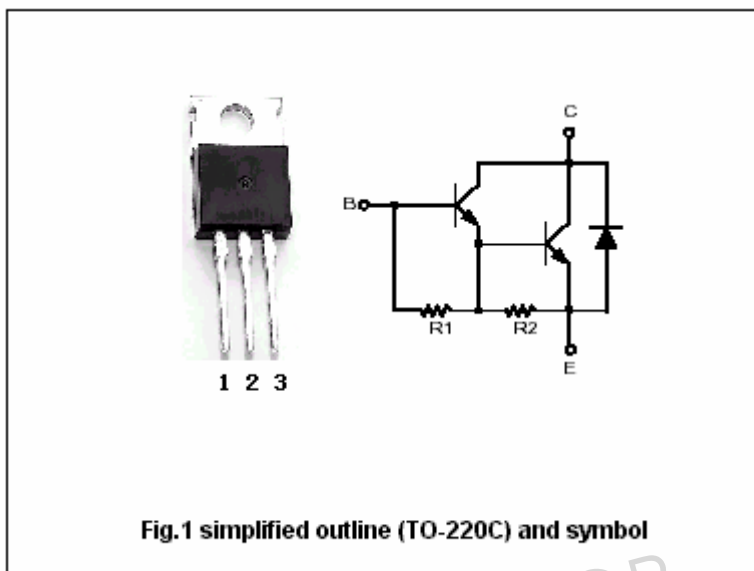 C
B
R1 R2
E
1 2 3
Fig.1 simplified outline (TO-220C) and symbol